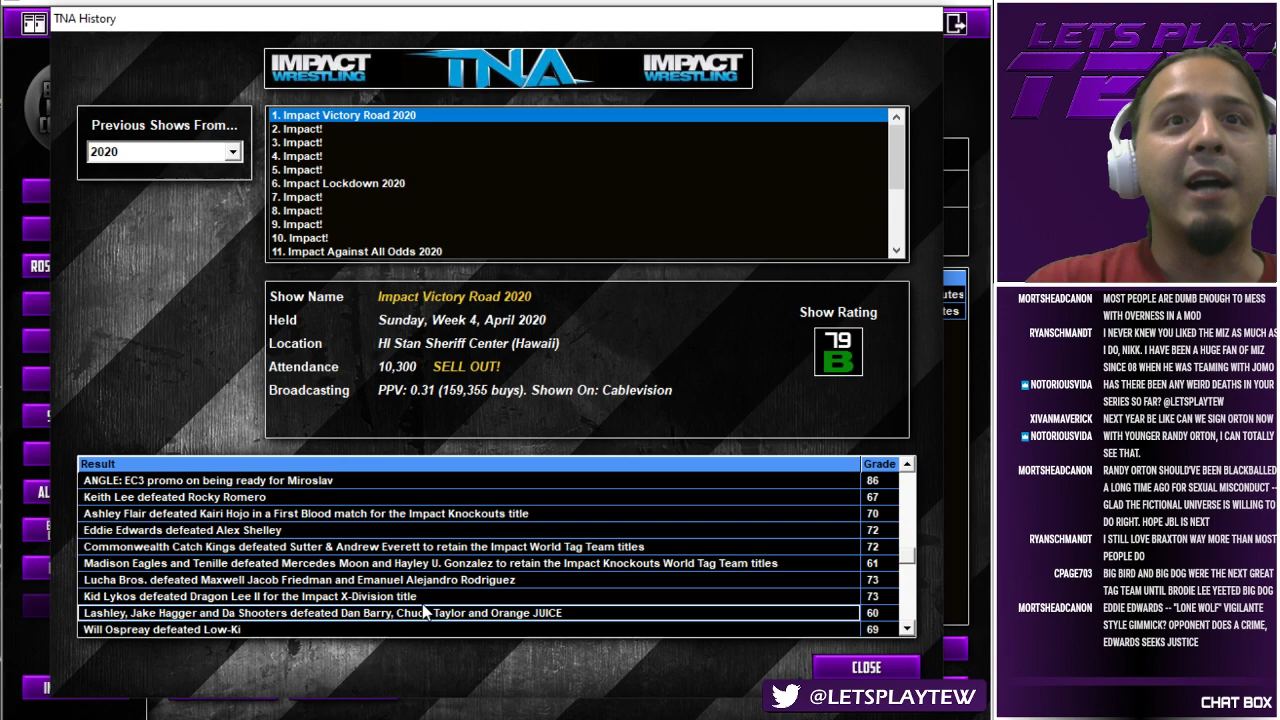 TNA History
IMPACT WRESTLING
TNA
IMPACT WRESTLING
Previous Shows From...
2020
1. Impact Victory Road 2020
2. Impact!
3. Impact!
4. Impact!
5. Impact!
6. Impact Lockdown 2020
7. Impact!
8. Impact!
9. Impact!
10. Impact!
11. Impact Against All Odds 2020
Show Name Impact Victory Road 2020
Held Sunday, Week 4, April 2020
Location HI Stan Sheriff Center (Hawaii)
Attendance 10,300 SELL OUT!
Broadcasting PPV: 0.31 (159,355 buys). Shown On: Cablevision
Show Rating
79
B
Result Grade
ANGLE: EC3 promo on being ready for Miroslav 86
Keith Lee defeated Rocky Romero 67
Ashley Flair defeated Kairi Hojo in a First Blood match for the Impact Knockouts title 70
Eddie Edwards defeated Alex Shelley 72
Commonwealth Catch Kings defeated Sutter & Andrew Everett to retain the Impact World Tag Team titles 72
Madison Eagles and Tenille defeated Mercedes Moon and Hayley U. Gonzalez to retain the Impact Knockouts World Tag Team titles 61
Lucha Bros. defeated Maxwell Jacob Friedman and Emanuel Alejandro Rodriguez 73
Kid Lykos defeated Dragon Lee II for the Impact X-Division title 73
Lashley, Jake Hagger and Da Shooters defeated Dan Barry, Chuck Taylor and Orange JUICE 60
Will Ospreay defeated Low-Ki 69
CLOSE
@LETSPLAYTEW
ROS
AL
utes
tes
LETS PLAY
MORTSHEADCANON MOST PEOPLE ARE DUMB ENOUGH TO MESS
WITH OVERNESS IN A MOD
RYANSCHMANDT I NEVER KNEW YOU LIKED THE MIZ AS MUCH AS
I DO, NIKK. I HAVE BEEN A HUGE FAN OF MIZ
SINCE 08 WHEN HE WAS TEAMING WITH JOMO
NOTORIOUSVIDA HAS THERE BEEN ANY WEIRD DEATHS IN YOUR
SERIES SO FAR? @LETSPLAYTEW
XIVANMAVERICK NEXT YEAR BE LIKE CAN WE SIGN ORTON NOW
NOTORIOUSVIDA WITH YOUNGER RANDY ORTON, I CAN TOTALLY
SEE THAT.
MORTSHEADCANON RANDY ORTON SHOULD'VE BEEN BLACKBALLED
A LONG TIME AGO FOR SEXUAL MISCONDUCT --
GLAD THE FICTIONAL UNIVERSE IS WILLING TO
DO RIGHT. HOPE JBL IS NEXT
RYANSCHMANDT I STILL LOVE BRAXTON WAY MORE THAN MOST
PEOPLE DO
CPAGE703 BIG BIRD AND BIG DOG WERE THE NEXT GREAT
TAG TEAM UNTIL BRODIE LEE YEETED BIG DOG
MORTSHEADCANON EDDIE EDWARDS -- "LONE WOLF" VIGILANTE
STYLE GIMMICK? OPPONENT DOES A CRIME,
EDWARDS SEEKS JUSTICE
CHAT BOX